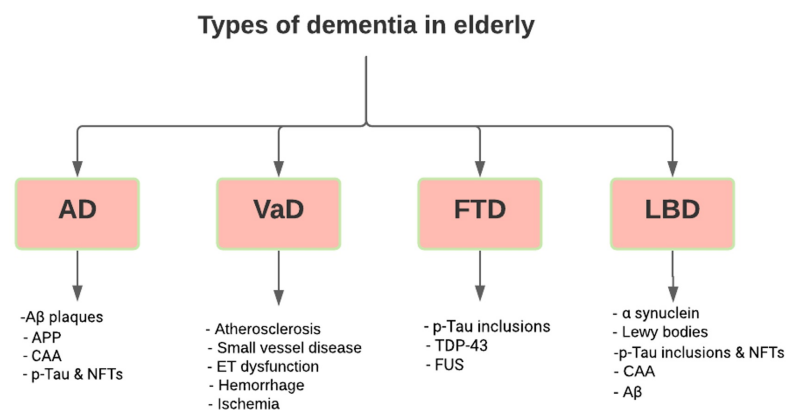 Types of dementia in elderly
AD
VaD
FTD
LBD
-Aβ plaques
- APP
- CAA
- p-Tau & NFTs
- Atherosclerosis
- Small vessel disease
- ET dysfunction
- Hemorrhage
- Ischemia
- p-Tau inclusions
- TDP-43
- FUS
- α synuclein
- Lewy bodies
-p-Tau inclusions & NFTs
- CAA
- Aβ